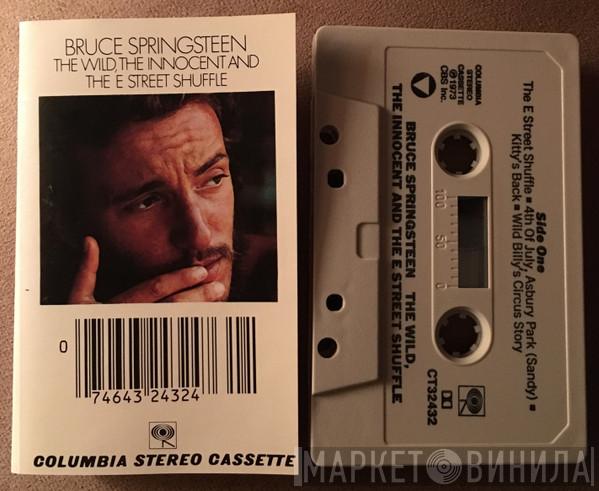 BRUCE SPRINGSTEEN
THE WILD, THE INNOCENT AND
THE E STREET SHUFFLE
0
74643 24324
COLUMBIA STEREO CASSETTE
COLUMBIA
STEREO
CASSETTE
℗1973
CBS Inc.
BRUCE SPRINGSTEEN THE WILD,
THE INNOCENT AND THE E STREET SHUFFLE
CT32432
100 50 0
Side One
The E Street Shuffle ■ 4th Of July, Asbury Park (Sandy) ■
Kitty's Back ■ Wild Billy's Circus Story
МАРКЕТ ВИНИЛА